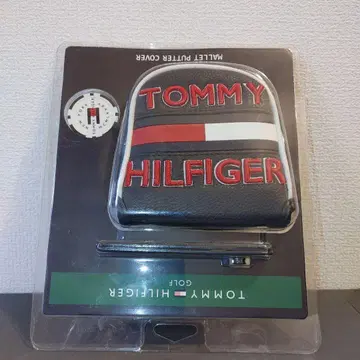 MALLET PUTTER COVER
TOMMY
HILFIGER
TOMMY HILFIGER
GOLF